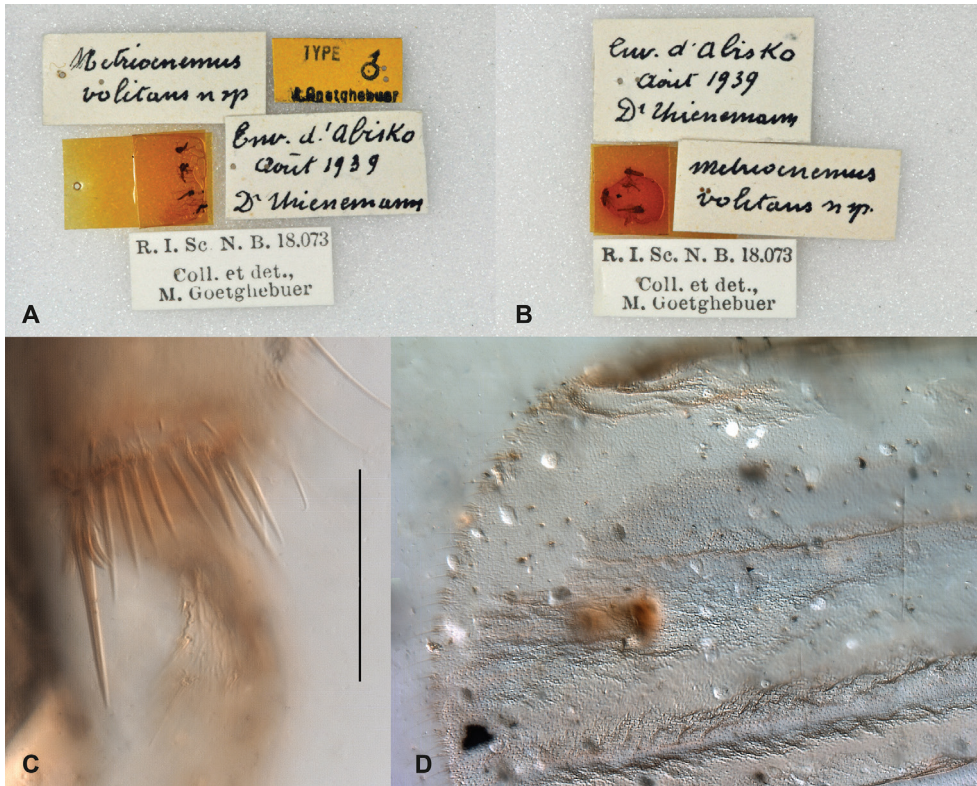 Metriocnemus
volitans n sp
TYPE ♂
M. Goetghebuer
Env. d'Abisko
Août 1939
Dr Thienemann
R. I. Sc. N. B. 18.073
Coll. et det.,
M. Goetghebuer
A
Env. d'Abisko
Août 1939
Dr Thienemann
Metriocnemus
volitans n sp.
R. I. Sc. N. B. 18.073
Coll. et det.,
M. Goetghebuer
B
C
D